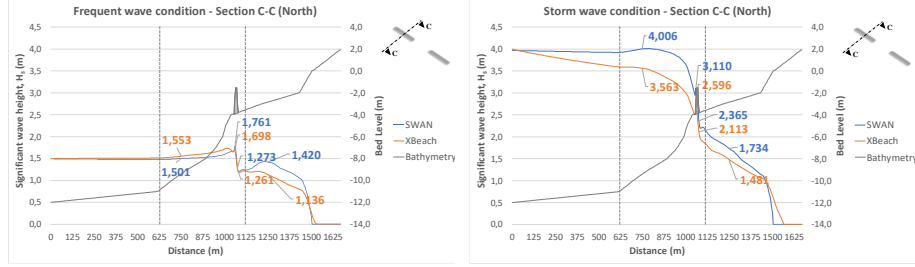 Frequent wave condition - Section C-C (North)
Significant wave height, Hs (m)
4,0
3,5
3,0
2,5
2,0
1,5
1,0
0,5
0,0
4,0
2,0
0,0
-2,0
-4,0
-6,0
-8,0
-10,0
-12,0
-14,0
Bed Level (m)
1,553
1,501
1,761
1,698
1,273
1,420
1,261
1,136
0 125 250 375 500 625 750 875 1000 1125 1250 1375 1500 1625
Distance (m)
C
C
SWAN
XBeach
Bathymetry
Storm wave condition - Section C-C (North)
Significant wave height, Hs (m)
4,0
3,5
3,0
2,5
2,0
1,5
1,0
0,5
0,0
4,0
2,0
0,0
-2,0
-4,0
-6,0
-8,0
-10,0
-12,0
-14,0
Bed Level (m)
4,006
3,563
3,110
2,596
2,365
2,113
1,734
1,481
0 125 250 375 500 625 750 875 1000 1125 1250 1375 1500 1625
Distance (m)
C
C
SWAN
XBeach
Bathymetry